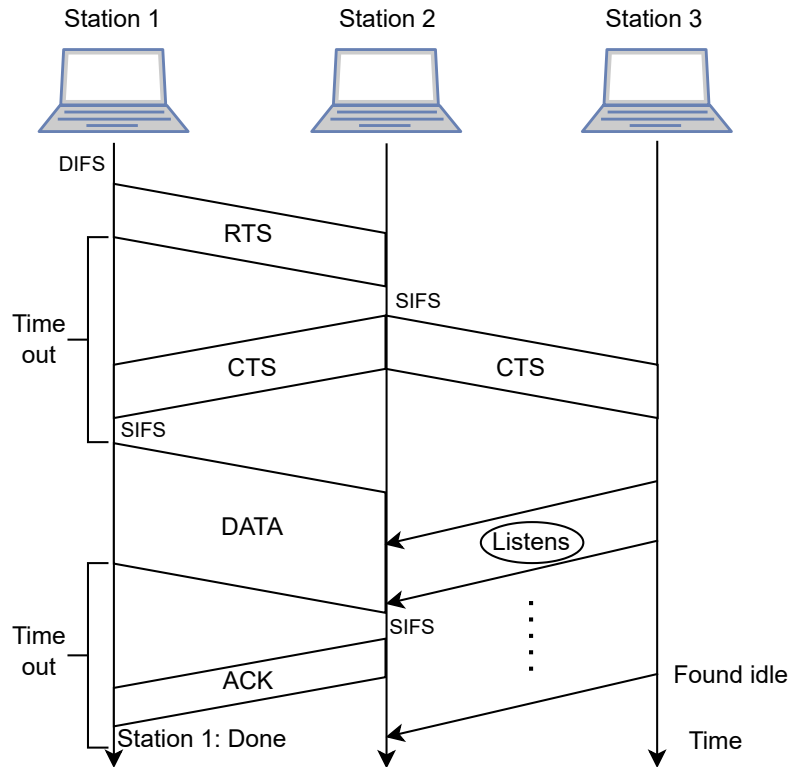 Station 1
Station 2
Station 3
DIFS
RTS
SIFS
Time
out
CTS
CTS
SIFS
DATA
Listens
SIFS
Time
out
ACK
Found idle
Station 1: Done
Time